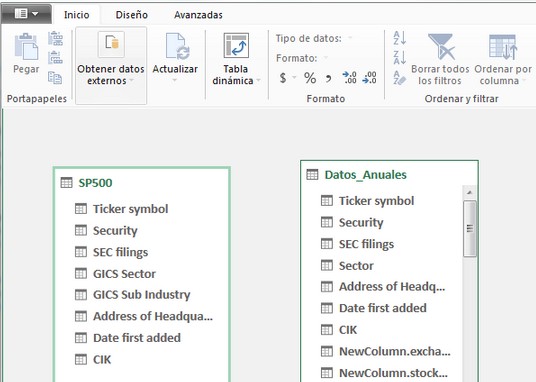 Inicio Diseño Avanzadas
Pegar
Obtener datos externos
Actualizar
Tabla dinámica
Tipo de datos:
Formato:
$ % , ,00 ,00
A Z
Z A
A Z
Borrar todos los filtros
Ordenar por columna
Portapapeles Formato Ordenar y filtrar
SP500
Ticker symbol
Security
SEC filings
GICS Sector
GICS Sub Industry
Address of Headqua...
Date first added
CIK
Datos_Anuales
Ticker symbol
Security
SEC filings
Sector
Address of Headq...
Date first added
CIK
NewColumn.excha...
NewColumn.stock...